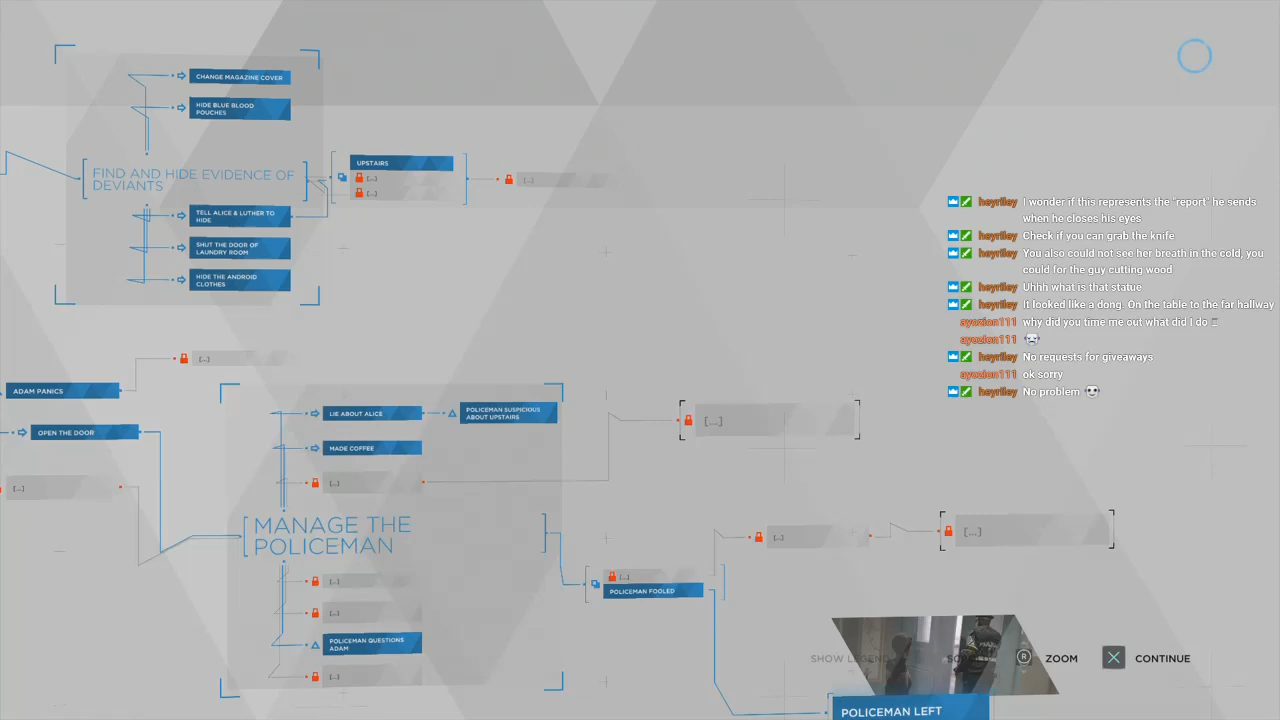 CHANGE MAGAZINE COVER
HIDE BLUE BLOOD
POUCHES
FIND AND HIDE EVIDENCE OF
DEVIANTS
UPSTAIRS
[...]
[...]
[...]
TELL ALICE & LUTHER TO
HIDE
SHUT THE DOOR OF
LAUNDRY ROOM
HIDE THE ANDROID
CLOTHES
[...]
ADAM PANICS
OPEN THE DOOR
[...]
LIE ABOUT ALICE
POLICEMAN SUSPICIOUS
ABOUT UPSTAIRS
MADE COFFEE
[...]
[...]
MANAGE THE
POLICEMAN
[...]
[...]
[...]
[...]
POLICEMAN FOOLED
[...]
POLICEMAN QUESTIONS
ADAM
[...]
heyriley I wonder if this represents the "report" he sends
when he closes his eyes
heyriley Check if you can grab the knife
heyriley You also could not see her breath in the cold, you
could for the guy cutting wood
heyriley Uhhh what is that statue
heyriley It looked like a dong. On the table to the far hallway
ayozion111 why did you time me out what did I do
ayozion111
heyriley No requests for giveaways
ayozion111 ok sorry
heyriley No problem
SHOW LEGEND
R ZOOM
CONTINUE
POLICEMAN LEFT